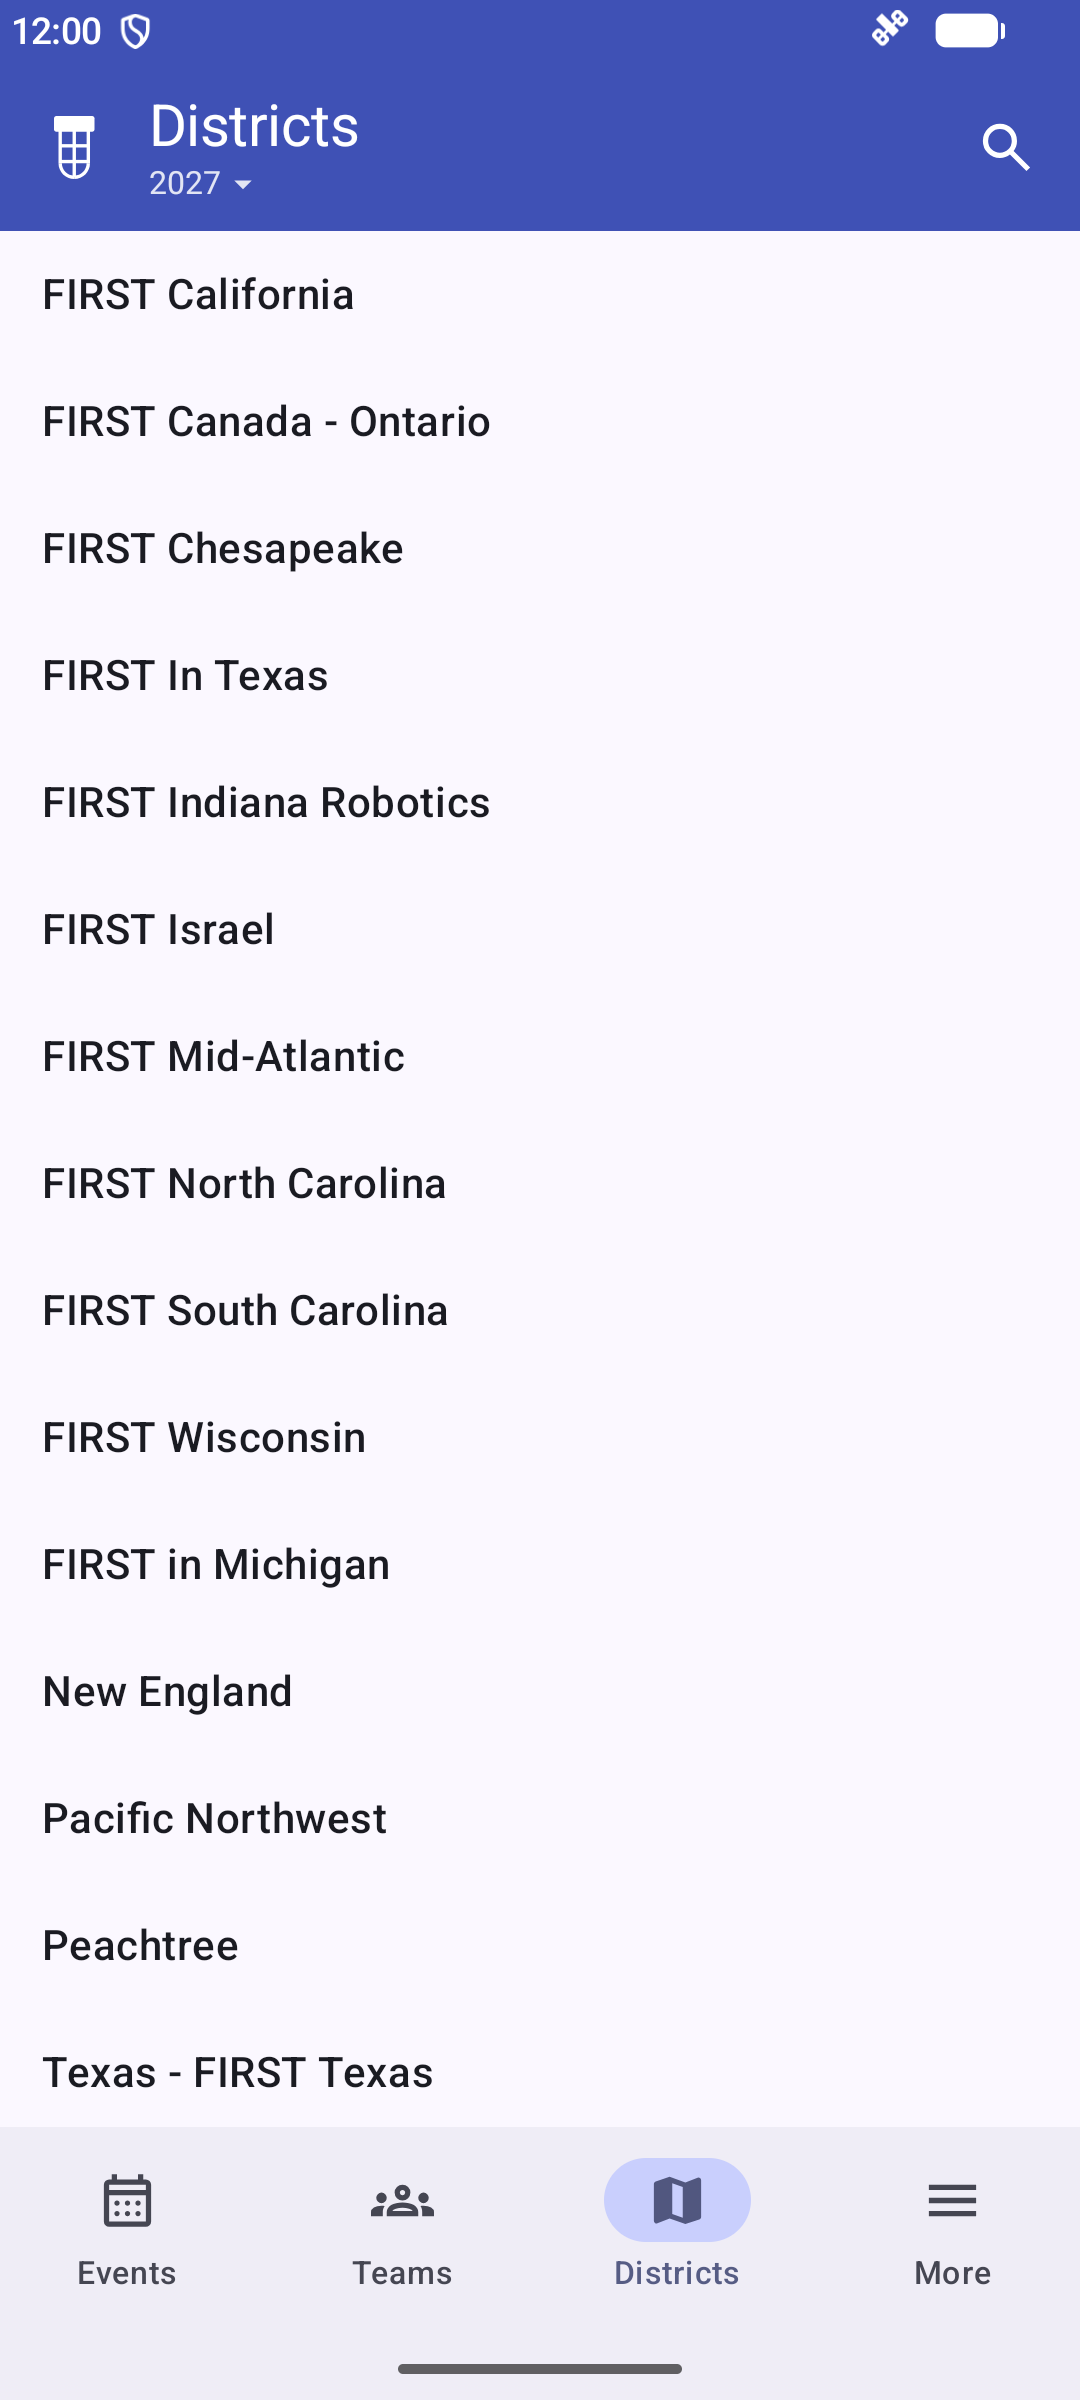 12:00
Districts
2027
FIRST California
FIRST Canada - Ontario
FIRST Chesapeake
FIRST In Texas
FIRST Indiana Robotics
FIRST Israel
FIRST Mid-Atlantic
FIRST North Carolina
FIRST South Carolina
FIRST Wisconsin
FIRST in Michigan
New England
Pacific Northwest
Peachtree
Texas - FIRST Texas
Events
Teams
Districts
More